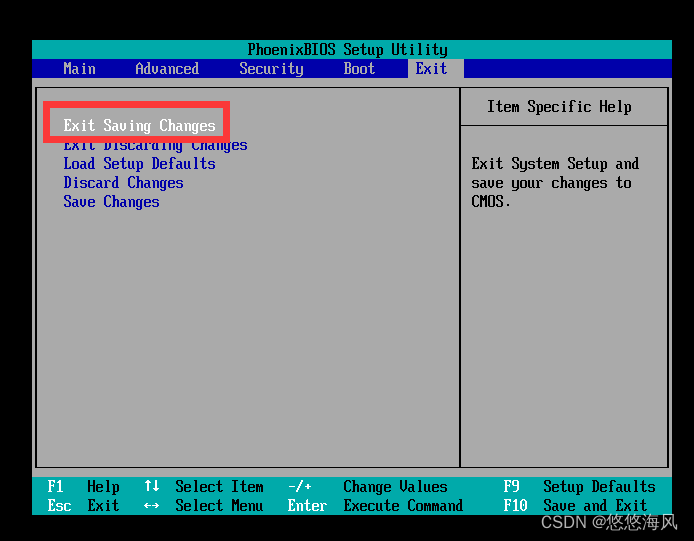 PhoenixBIOS Setup Utility
Main Advanced Security Boot Exit
Item Specific Help
Exit Saving Changes
Exit Discarding Changes
Load Setup Defaults
Discard Changes
Save Changes
Exit System Setup and
save your changes to
CMOS.
F1 Help ↑↓ Select Item -/+ Change Values F9 Setup Defaults
Esc Exit ↔ Select Menu Enter Execute Command F10 Save and Exit
CSDN @悠悠海风